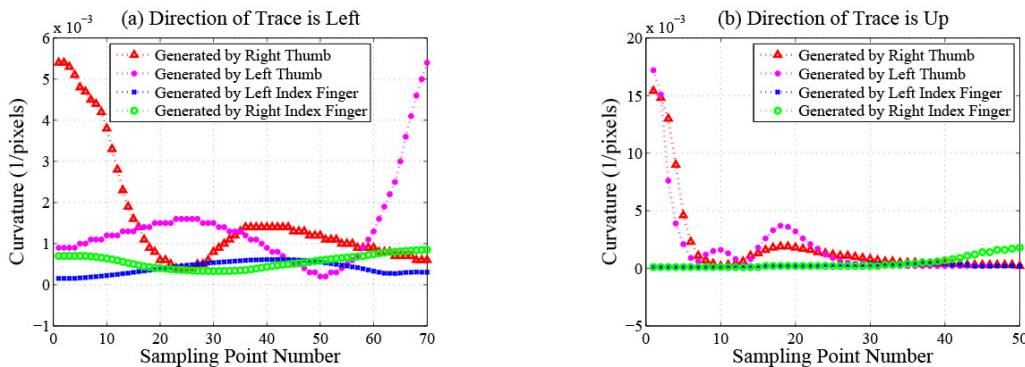 (a) Direction of Trace is Left
x 10⁻³
6
5
4
3
2
1
0
−1
Curvature (1/pixels)
Generated by Right Thumb
Generated by Left Thumb
Generated by Left Index Finger
Generated by Right Index Finger
0 10 20 30 40 50 60 70
Sampling Point Number
(b) Direction of Trace is Up
x 10⁻³
20
15
10
5
0
−5
Curvature (1/pixels)
Generated by Right Thumb
Generated by Left Thumb
Generated by Left Index Finger
Generated by Right Index Finger
0 10 20 30 40 50
Sampling Point Number